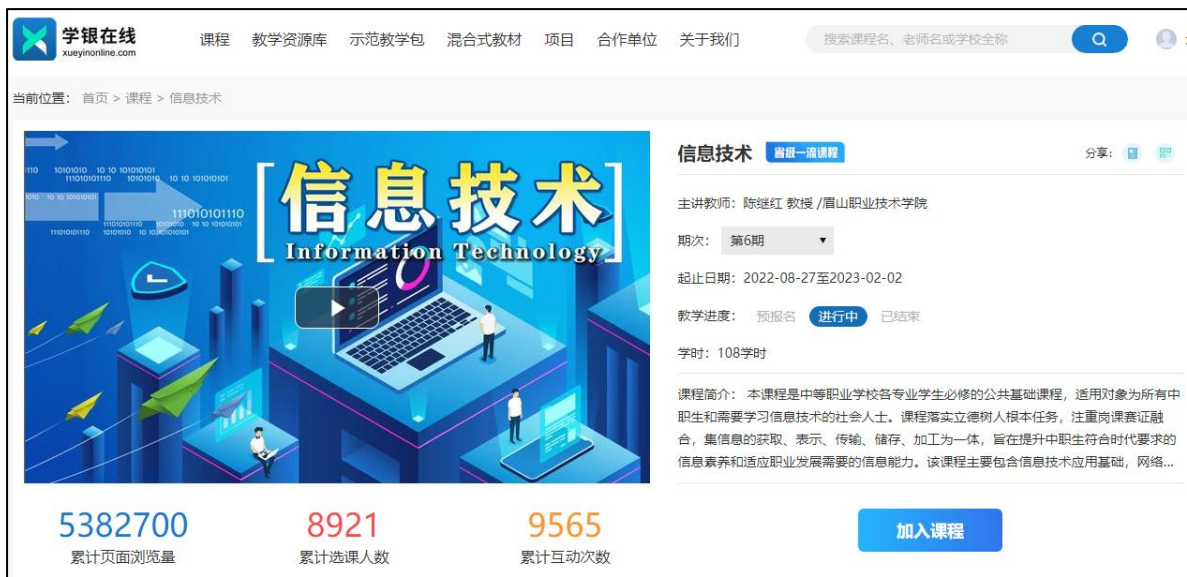 学银在线
xueyinonline.com
课程 教学资源库 示范教学包 混合式教材 项目 合作单位 关于我们
搜索课程名、老师名或学校全称
当前位置: 首页 > 课程 > 信息技术
信息技术
Information Technology
信息技术 省级一流课程
分享:
主讲教师: 陈继红 教授 /眉山职业技术学院
期次: 第6期
起止日期: 2022-08-27至2023-02-02
教学进度: 预报名 进行中 已结束
学时: 108学时
课程简介: 本课程是中等职业学校各专业学生必修的公共基础课程，适用对象为所有中
职生和需要学习信息技术的社会人士。课程落实立德树人根本任务，注重岗课赛证融
合，集信息的获取、表示、传输、储存、加工为一体，旨在提升中职生符合时代要求的
信息素养和适应职业发展需要的信息能力。该课程主要包含信息技术应用基础，网络...
5382700 8921 9565
累计页面浏览量 累计选课人数 累计互动次数
加入课程